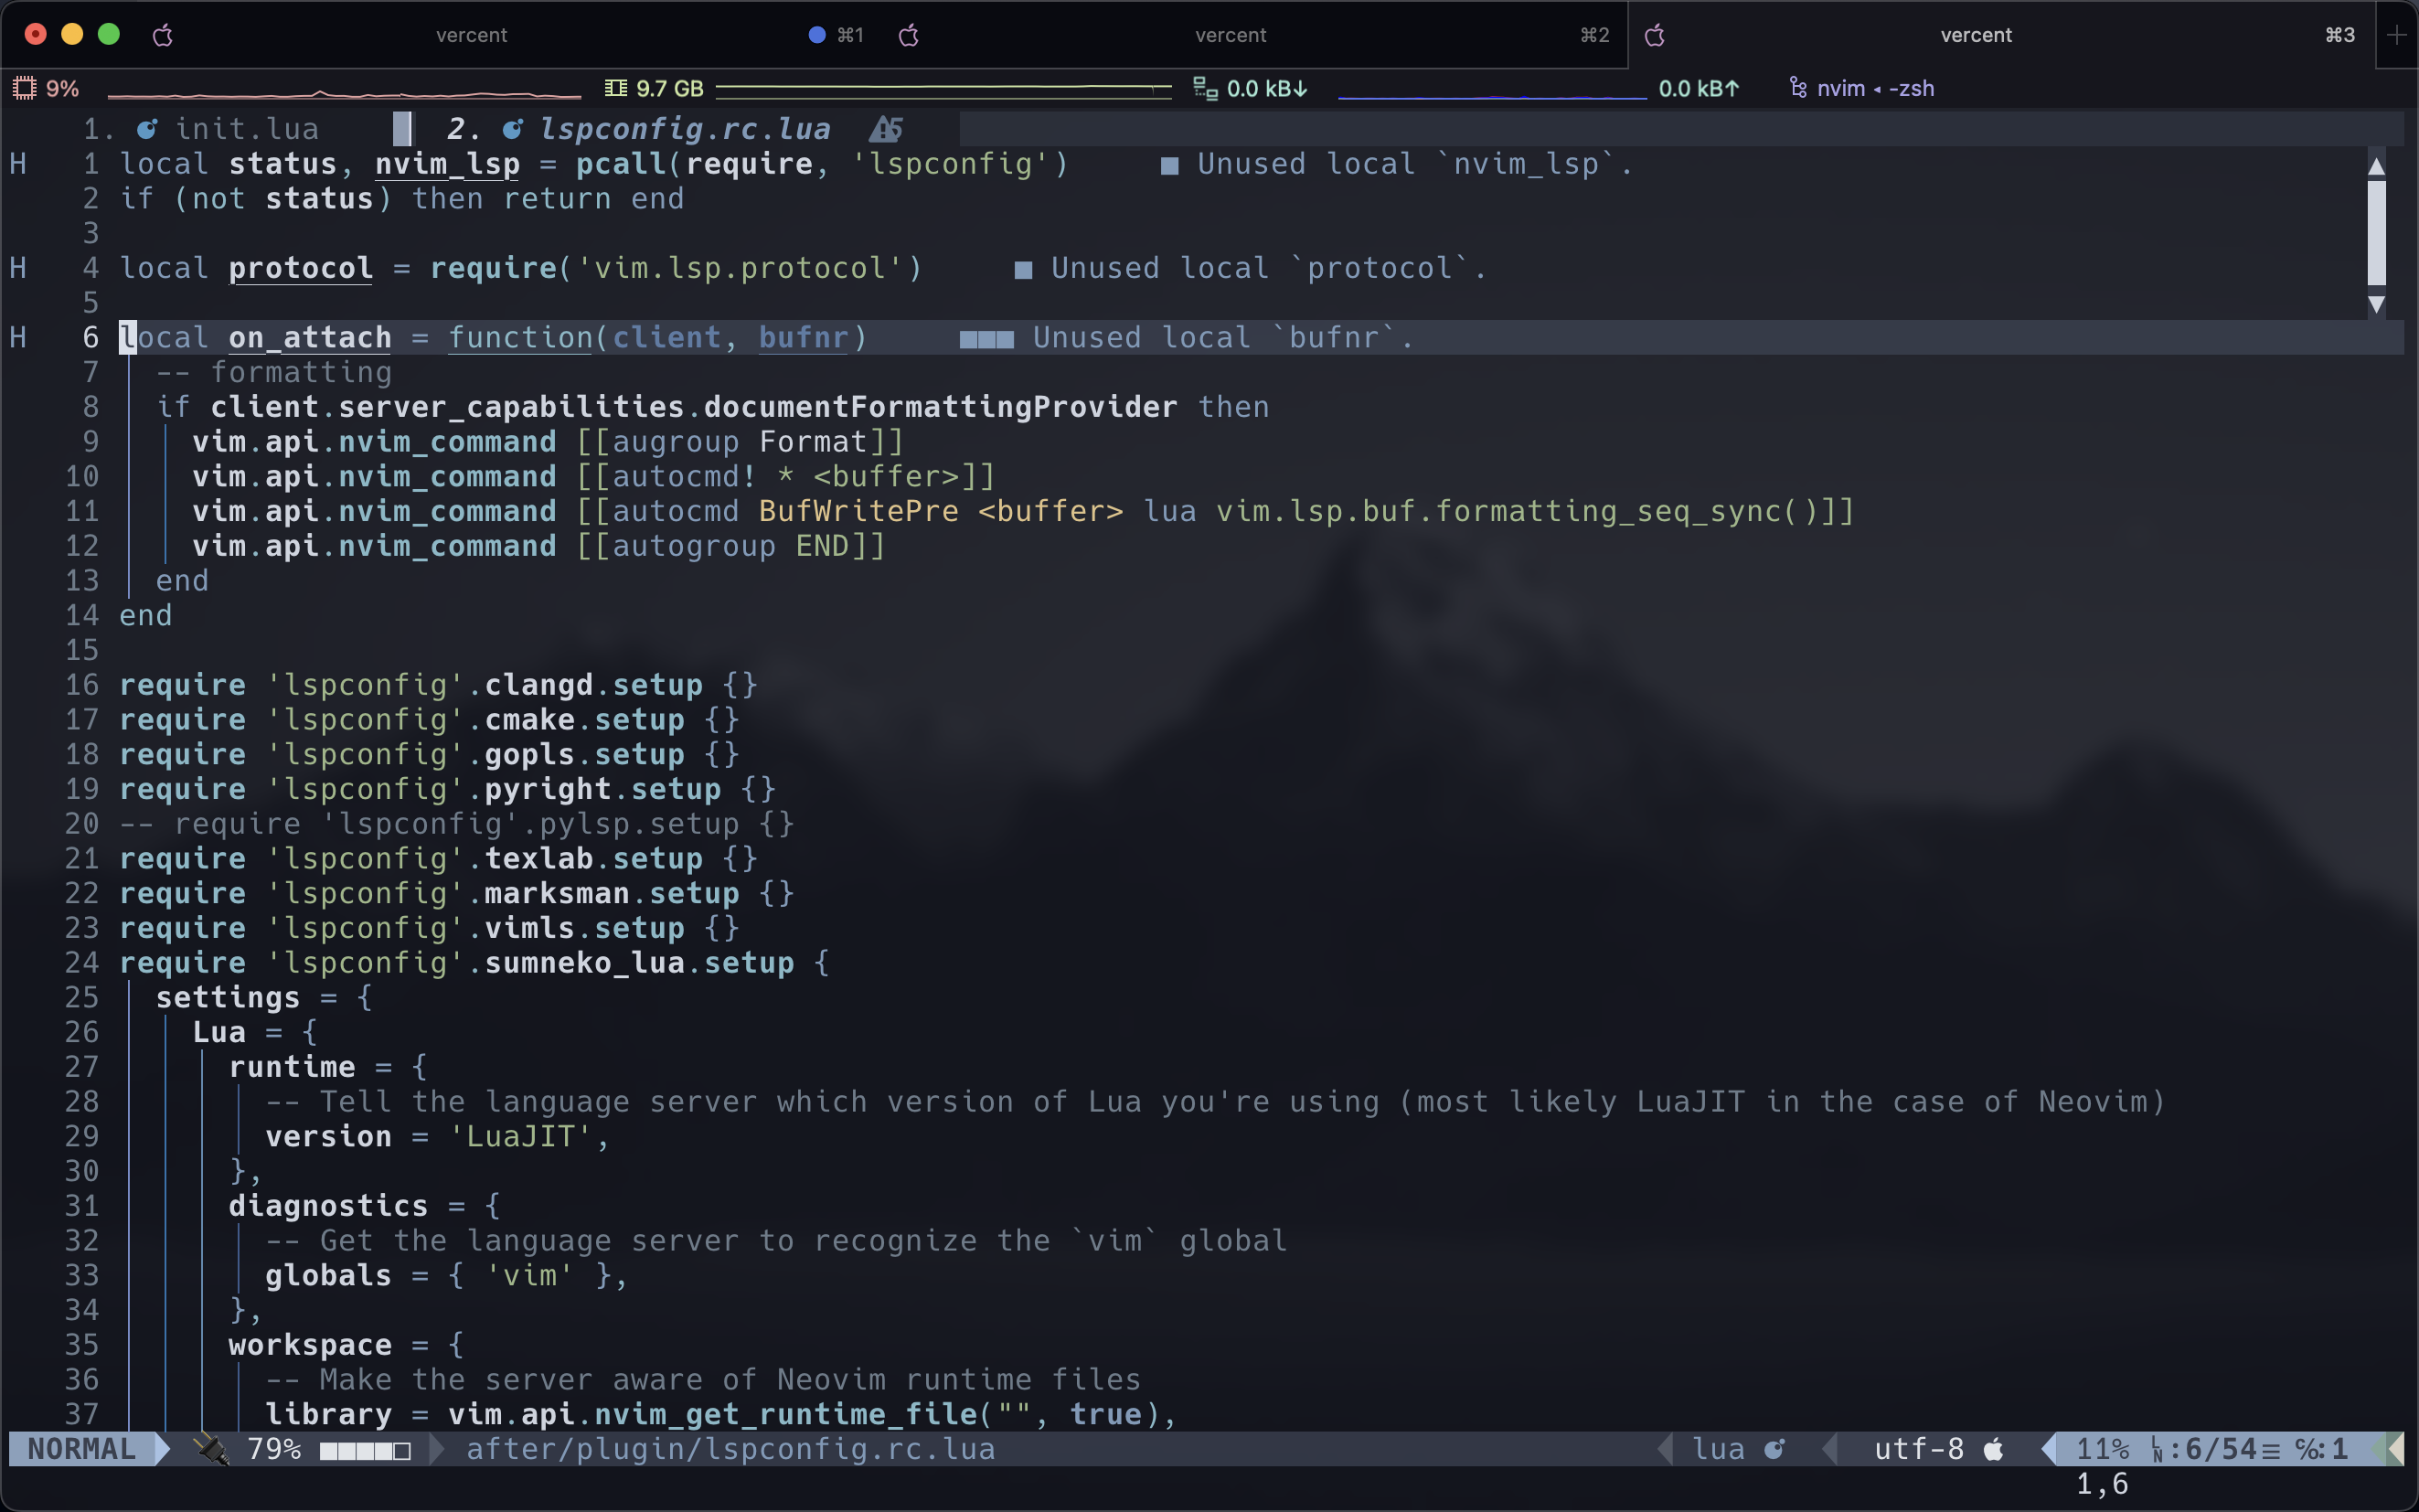 vercent ⌘1 vercent ⌘2 vercent ⌘3
9% 9.7 GB 0.0 kB↓ 0.0 kB↑ nvim ◂ -zsh
1. init.lua 2. lspconfig.rc.lua 5
H 1 local status, nvim_lsp = pcall(require, 'lspconfig') ■ Unused local `nvim_lsp`.
2 if (not status) then return end
3
H 4 local protocol = require('vim.lsp.protocol') ■ Unused local `protocol`.
5
H 6 local on_attach = function(client, bufnr) ■■■ Unused local `bufnr`.
7 -- formatting
8 if client.server_capabilities.documentFormattingProvider then
9 vim.api.nvim_command [[augroup Format]]
10 vim.api.nvim_command [[autocmd! * <buffer>]]
11 vim.api.nvim_command [[autocmd BufWritePre <buffer> lua vim.lsp.buf.formatting_seq_sync()]]
12 vim.api.nvim_command [[autogroup END]]
13 end
14 end
15
16 require 'lspconfig'.clangd.setup {}
17 require 'lspconfig'.cmake.setup {}
18 require 'lspconfig'.gopls.setup {}
19 require 'lspconfig'.pyright.setup {}
20 -- require 'lspconfig'.pylsp.setup {}
21 require 'lspconfig'.texlab.setup {}
22 require 'lspconfig'.marksman.setup {}
23 require 'lspconfig'.vimls.setup {}
24 require 'lspconfig'.sumneko_lua.setup {
25 settings = {
26 Lua = {
27 runtime = {
28 -- Tell the language server which version of Lua you're using (most likely LuaJIT in the case of Neovim)
29 version = 'LuaJIT',
30 },
31 diagnostics = {
32 -- Get the language server to recognize the `vim` global
33 globals = { 'vim' },
34 },
35 workspace = {
36 -- Make the server aware of Neovim runtime files
37 library = vim.api.nvim_get_runtime_file("", true),
NORMAL 79% ■■■■□ after/plugin/lspconfig.rc.lua lua utf-8 11% LN:6/54≡ ℅:1
1,6